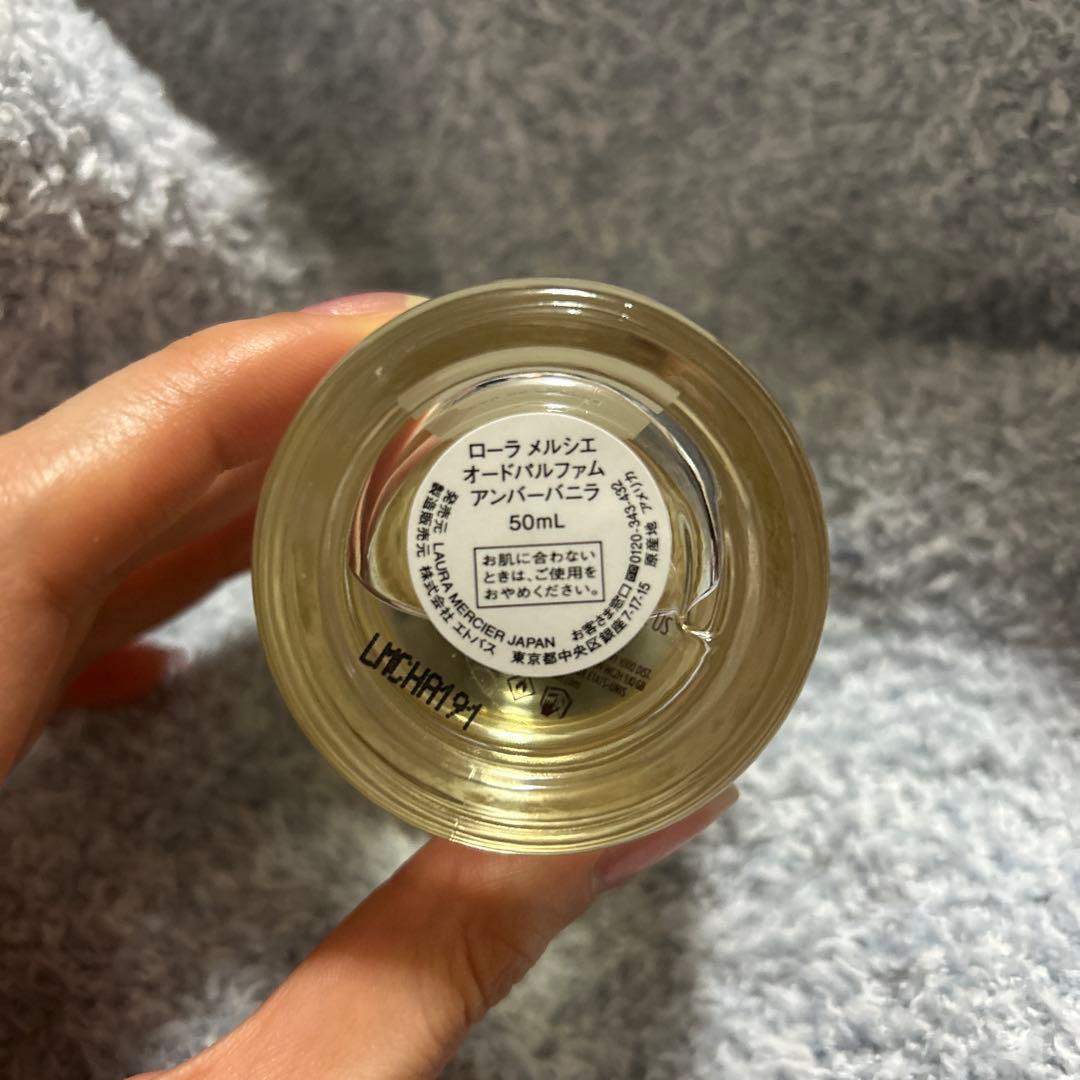 ローラ メルシエ
オードパルファム
アンバーバニラ
50mL
お肌に合わない
ときは、ご使用を
おやめください。
発売元 LAURA MERCIER JAPAN お客さま窓口 0120-343-432
製造販売元 株式会社 エトバス 東京都中央区銀座7-17-15 原産地 アメリカ
LMCHA191